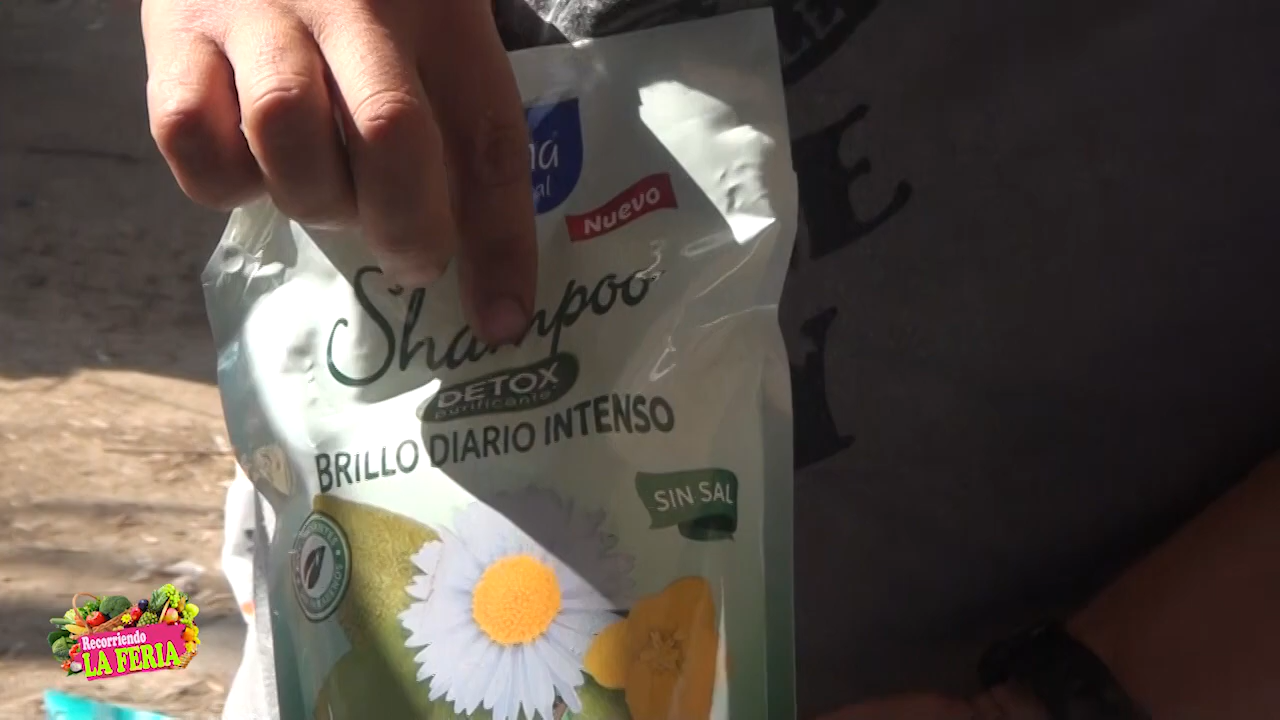 Nuevo
Shampoo
DETOX
purificante
BRILLO DIARIO INTENSO
SIN SAL
Recorriendo
LA FERIA